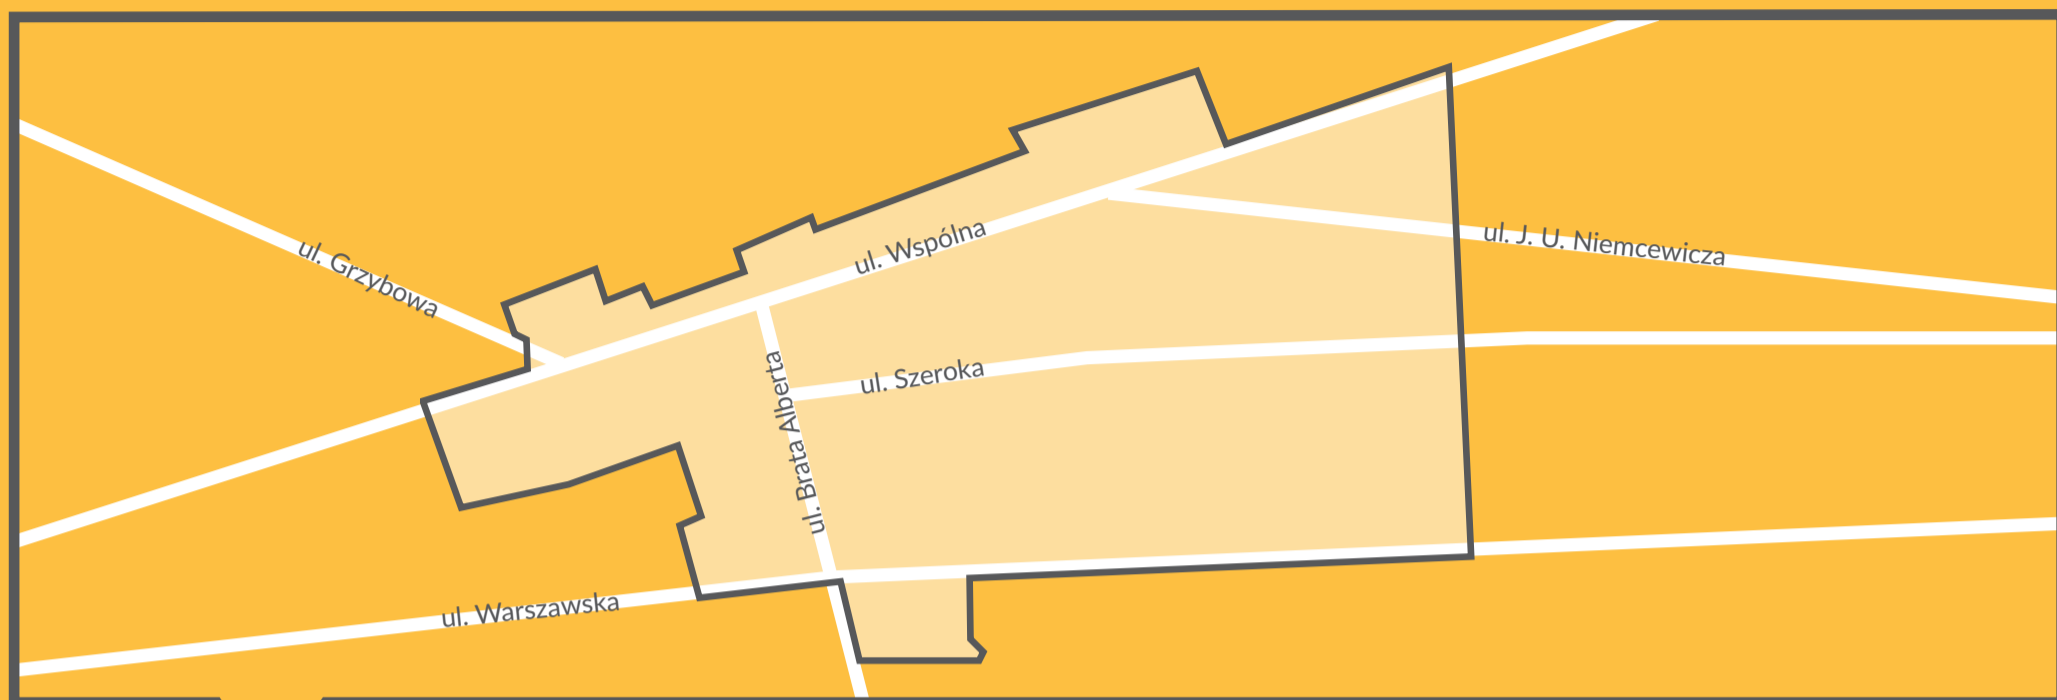 ul. Grzybowa
ul. Wspólna
ul. J. U. Niemcewicza
ul. Brata Alberta
ul. Szeroka
ul. Warszawska